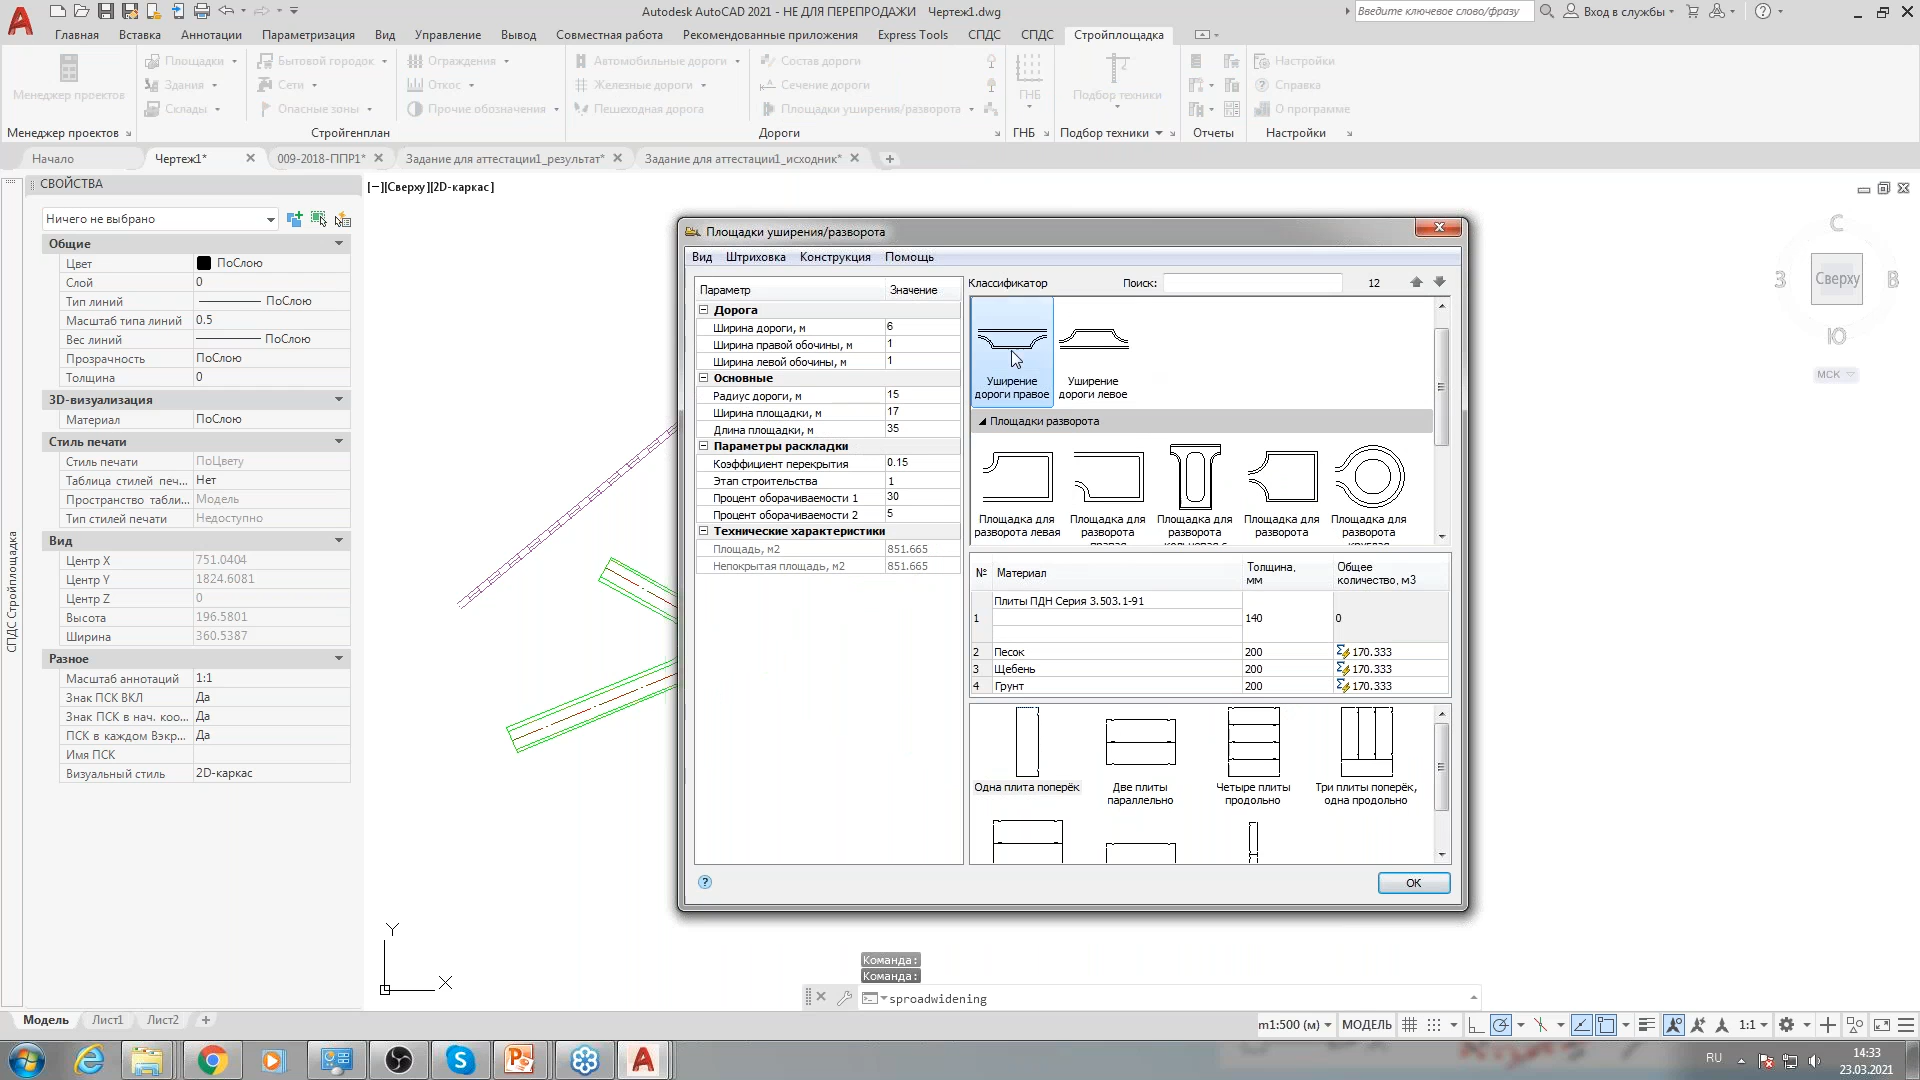 Autodesk AutoCAD 2021 - НЕ ДЛЯ ПЕРЕПРОДАЖИ Чертеж1.dwg
Введите ключевое слово/фразу
Вход в службы
Главная Вставка Аннотации Параметризация Вид Управление Вывод Совместная работа Рекомендованные приложения Express Tools СПДС СПДС Стройплощадка
Менеджер проектов
Площадки
Здания
Склады
Бытовой городок
Сети
Опасные зоны
Ограждения
Откос
Прочие обозначения
Автомобильные дороги
Железные дороги
Пешеходная дорога
Состав дороги
Сечение дороги
Площадки уширения/разворота
ГНБ
Подбор техники
Настройки
Справка
О программе
Менеджер проектов Стройгенплан Дороги ГНБ Подбор техники Отчеты Настройки
Начало Чертеж1* 009-2018-ППР1* Задание для аттестации1_результат* Задание для аттестации1_исходник*
СВОЙСТВА
СПДС Стройплощадка
Ничего не выбрано
Общие
Цвет ПоСлою
Слой 0
Тип линий ПоСлою
Масштаб типа линий 0.5
Вес линий ПоСлою
Прозрачность ПоСлою
Толщина 0
3D-визуализация
Материал ПоСлою
Стиль печати
Стиль печати ПоЦвету
Таблица стилей печ... Нет
Пространство табли... Модель
Тип стилей печати Недоступно
Вид
Центр X 751.0404
Центр Y 1824.6081
Центр Z 0
Высота 196.5801
Ширина 360.5387
Разное
Масштаб аннотаций 1:1
Знак ПСК ВКЛ Да
Знак ПСК в нач. коо... Да
ПСК в каждом Вэкр... Да
Имя ПСК
Визуальный стиль 2D-каркас
[−][Сверху][2D-каркас]
С
З Сверху В
Ю
МСК
Площадки уширения/разворота
Вид Штриховка Конструкция Помощь
Параметр Значение
Дорога
Ширина дороги, м 6
Ширина правой обочины, м 1
Ширина левой обочины, м 1
Основные
Радиус дороги, м 15
Ширина площадки, м 17
Длина площадки, м 35
Параметры раскладки
Коэффициент перекрытия 0.15
Этап строительства 1
Процент оборачиваемости 1 30
Процент оборачиваемости 2 5
Технические характеристики
Площадь, м2 851.665
Непокрытая площадь, м2 851.665
Классификатор Поиск: 12
Уширение дороги правое
Уширение дороги левое
Площадки разворота
Площадка для разворота левая
Площадка для разворота правая
Площадка для разворота кольцевая с
Площадка для разворота
Площадка для разворота круглая
№ Материал Толщина, мм Общее количество, м3
1 Плиты ПДН Серия 3.503.1-91 140 0
2 Песок 200 170.333
3 Щебень 200 170.333
4 Грунт 200 170.333
Одна плита поперёк
Две плиты параллельно
Четыре плиты продольно
Три плиты поперёк, одна продольно
ОК
Y
X
Команда:
Команда:
sproadwidening
Модель Лист1 Лист2
m1:500 (м) МОДЕЛЬ 1:1
RU
14:33
23.03.2021